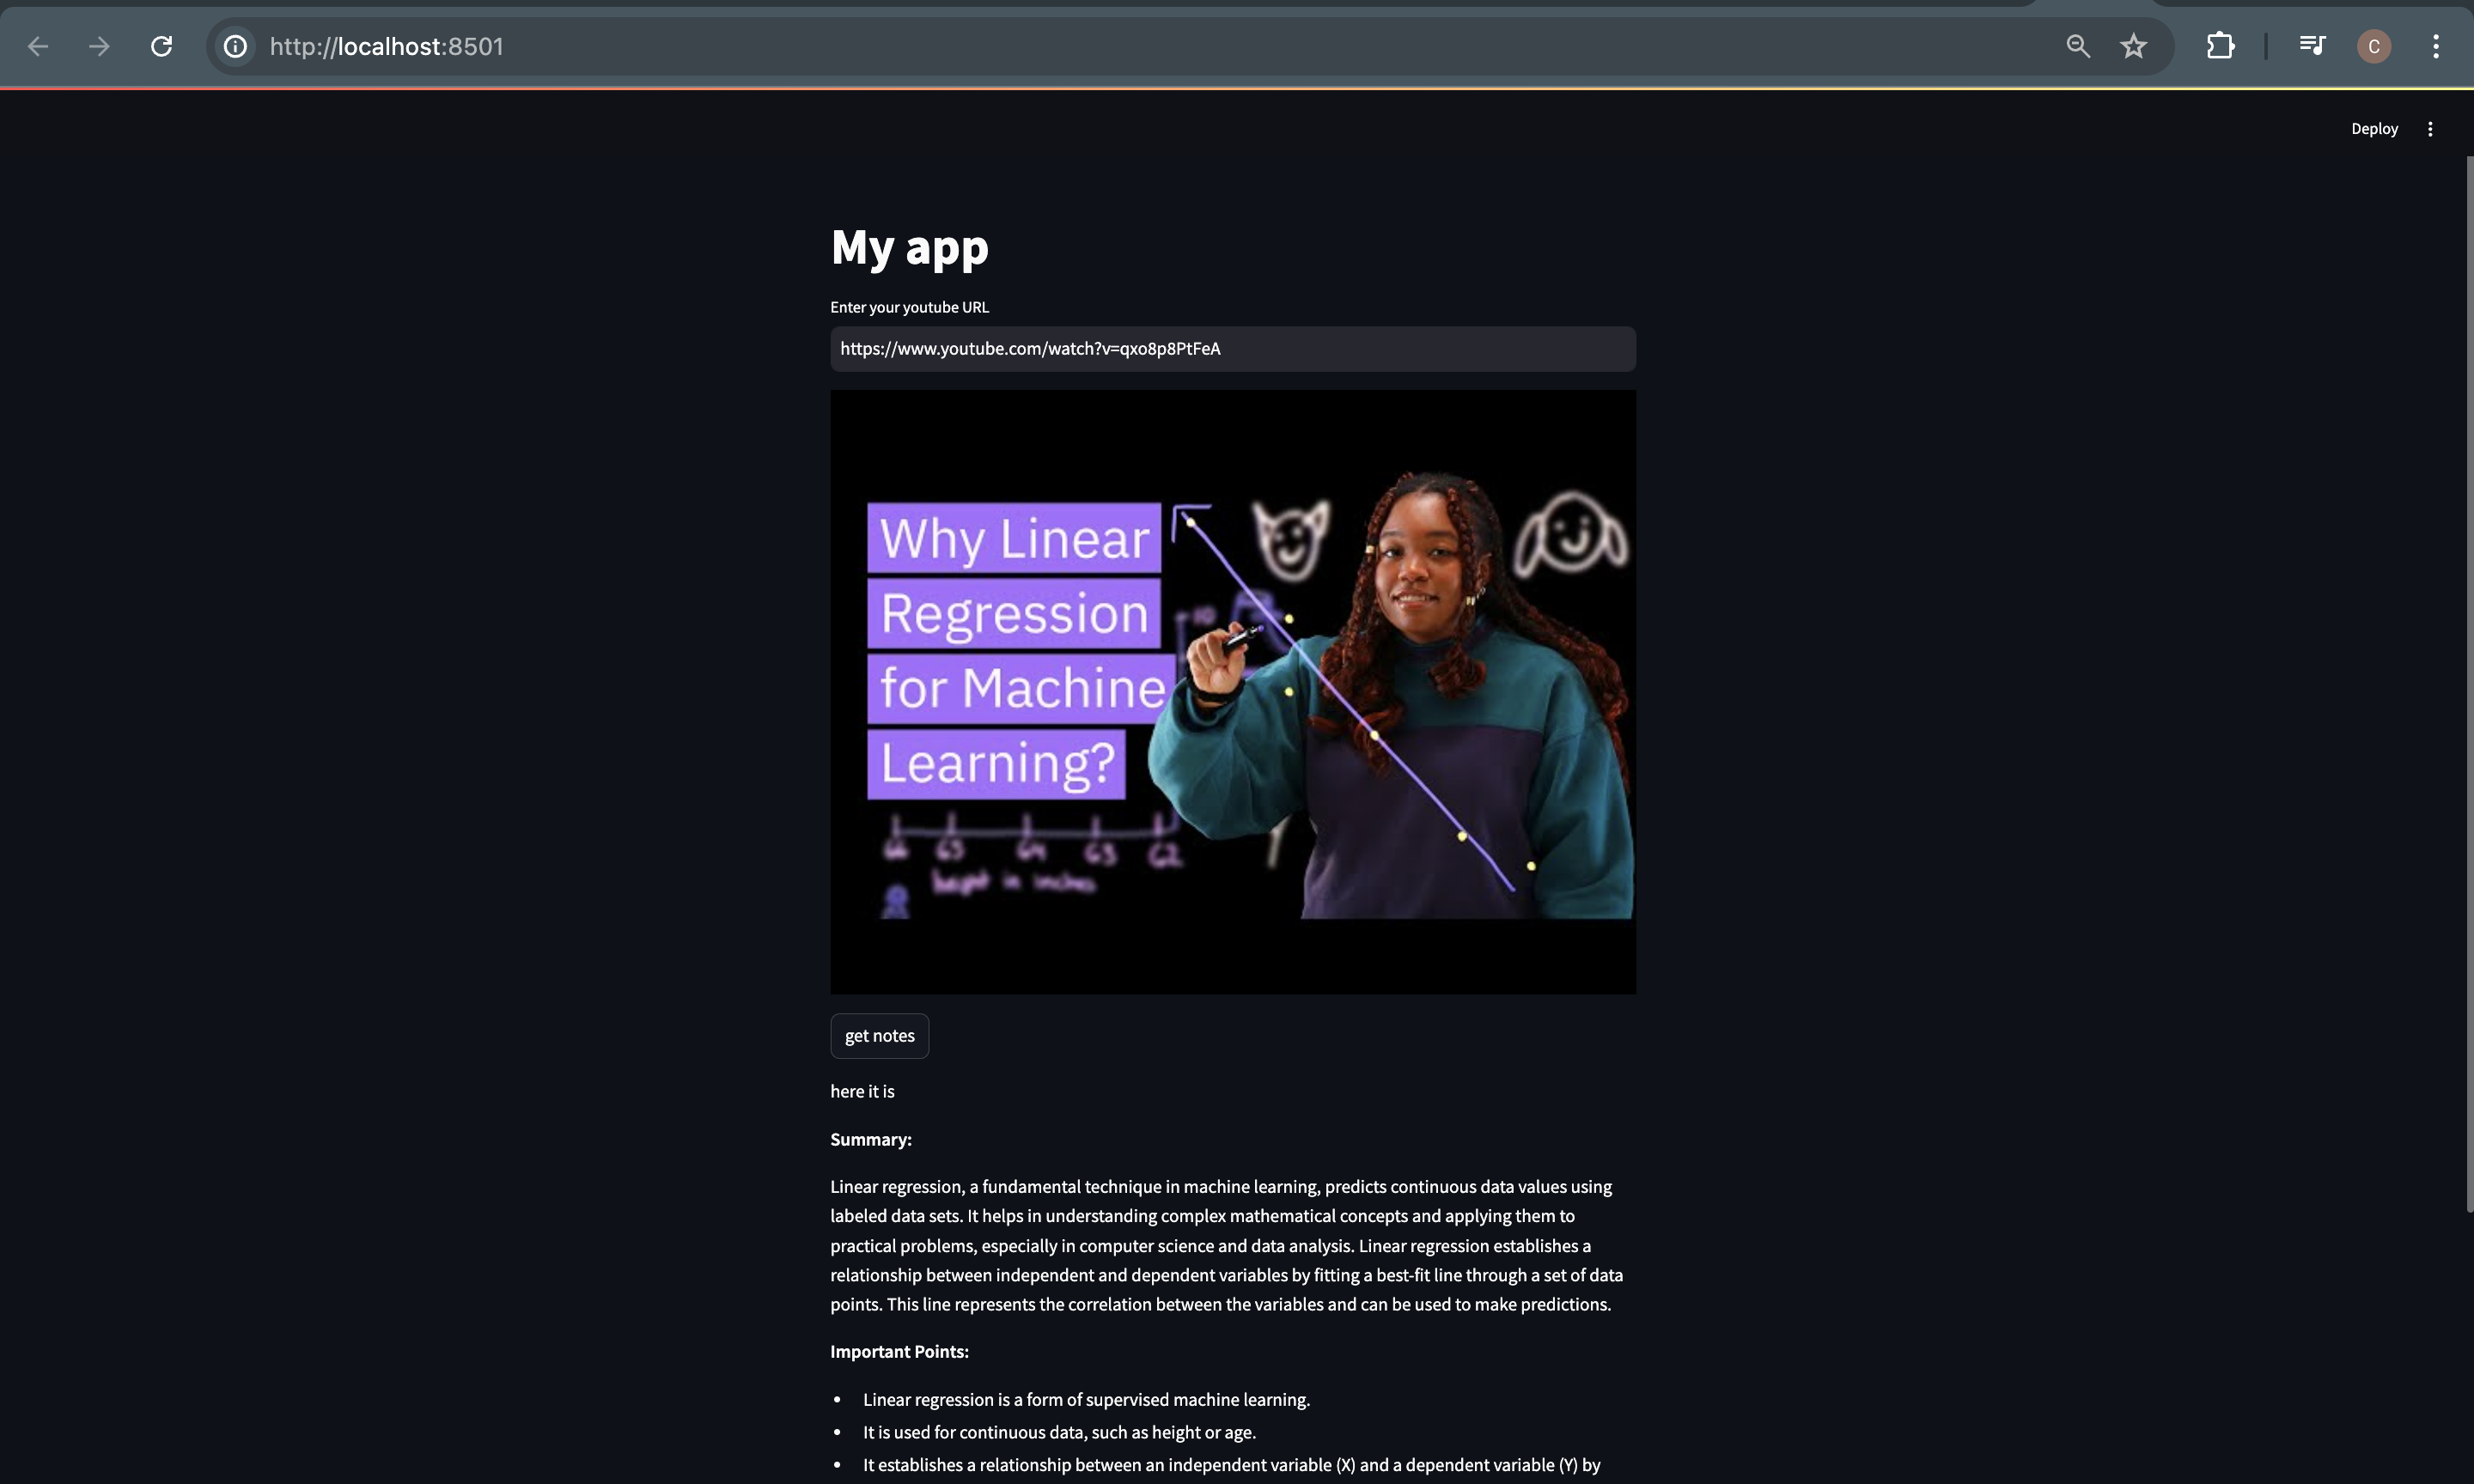 http://localhost:8501
C
Deploy
My app
Enter your youtube URL
https://www.youtube.com/watch?v=qxo8p8PtFeA
Why Linear
Regression
for Machine
Learning?
10
66 65 64 63 62
height in inches
get notes
here it is
Summary:
Linear regression, a fundamental technique in machine learning, predicts continuous data values using
labeled data sets. It helps in understanding complex mathematical concepts and applying them to
practical problems, especially in computer science and data analysis. Linear regression establishes a
relationship between independent and dependent variables by fitting a best-fit line through a set of data
points. This line represents the correlation between the variables and can be used to make predictions.
Important Points:
• Linear regression is a form of supervised machine learning.
• It is used for continuous data, such as height or age.
• It establishes a relationship between an independent variable (X) and a dependent variable (Y) by